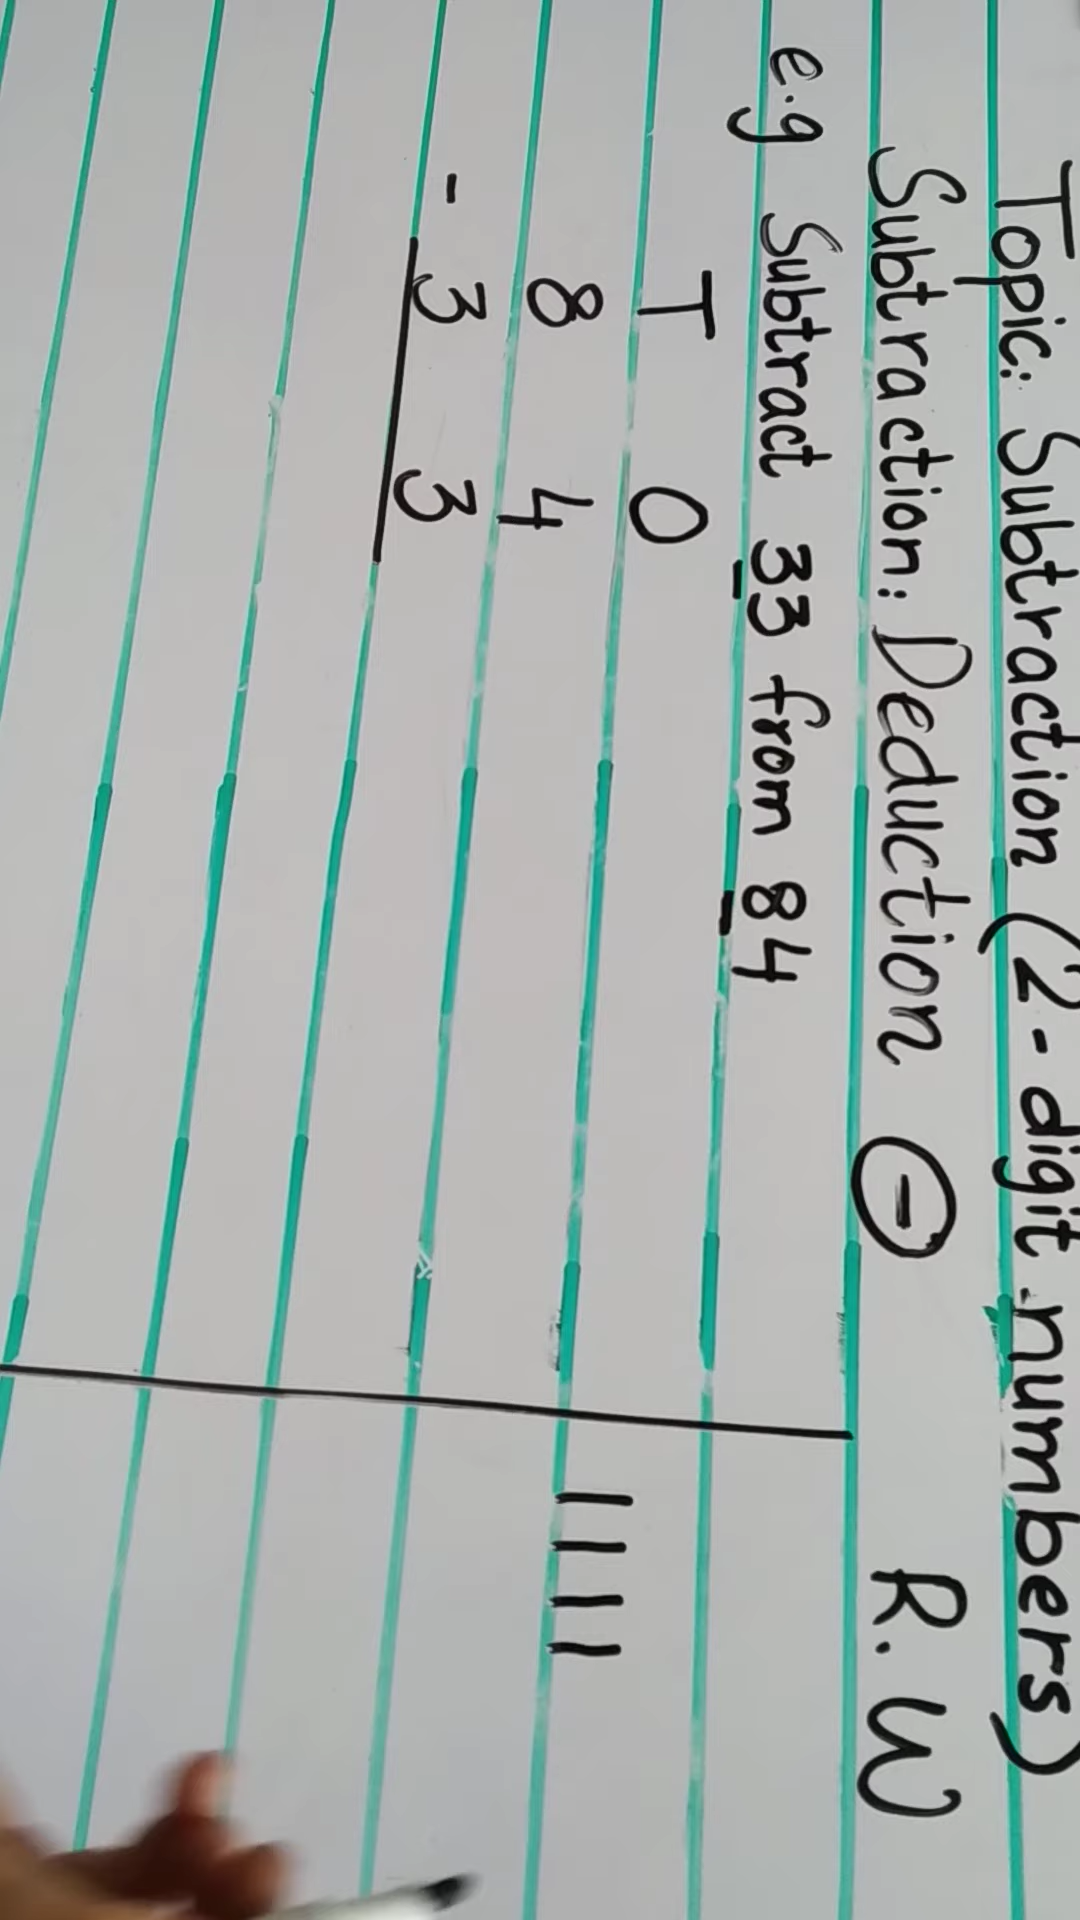 Topic: Subtraction (2-digit numbers)
Subtraction: Deduction - R.W
e.g Subtract 33 from 84
T O
8 4 ||||
- 3 3